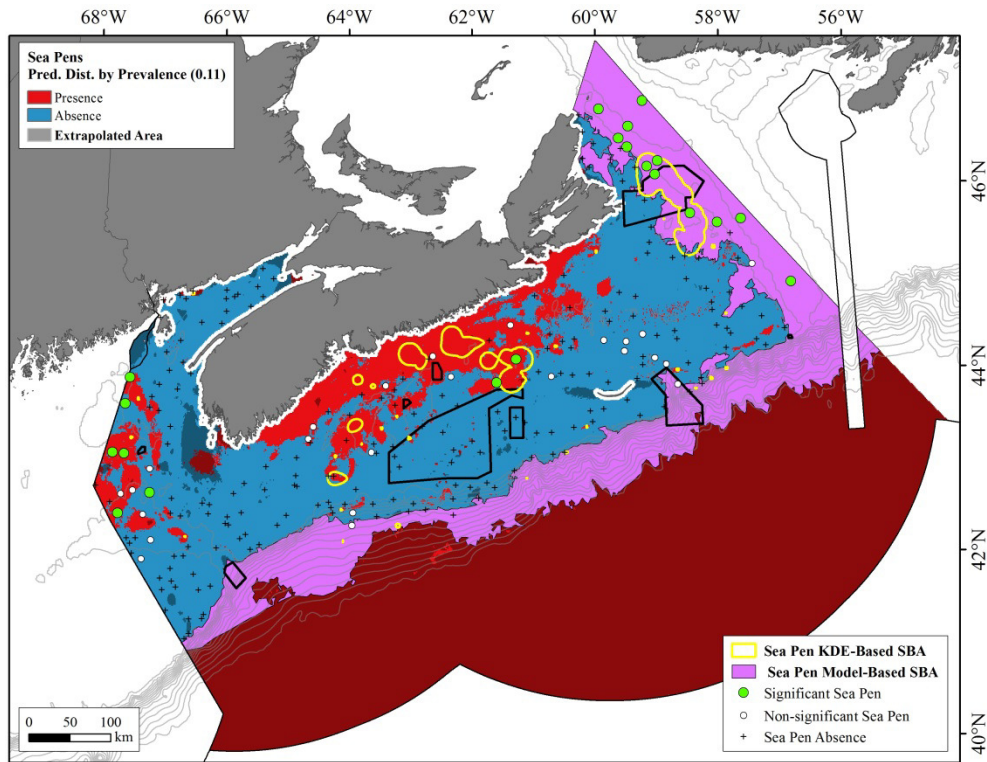 68°W 66°W 64°W 62°W 60°W 58°W 56°W
Sea Pens
Pred. Dist. by Prevalence (0.11)
Presence
Absence
Extrapolated Area
46°N
44°N
42°N
40°N
Sea Pen KDE-Based SBA
Sea Pen Model-Based SBA
Significant Sea Pen
Non-significant Sea Pen
Sea Pen Absence
0 50 100
km